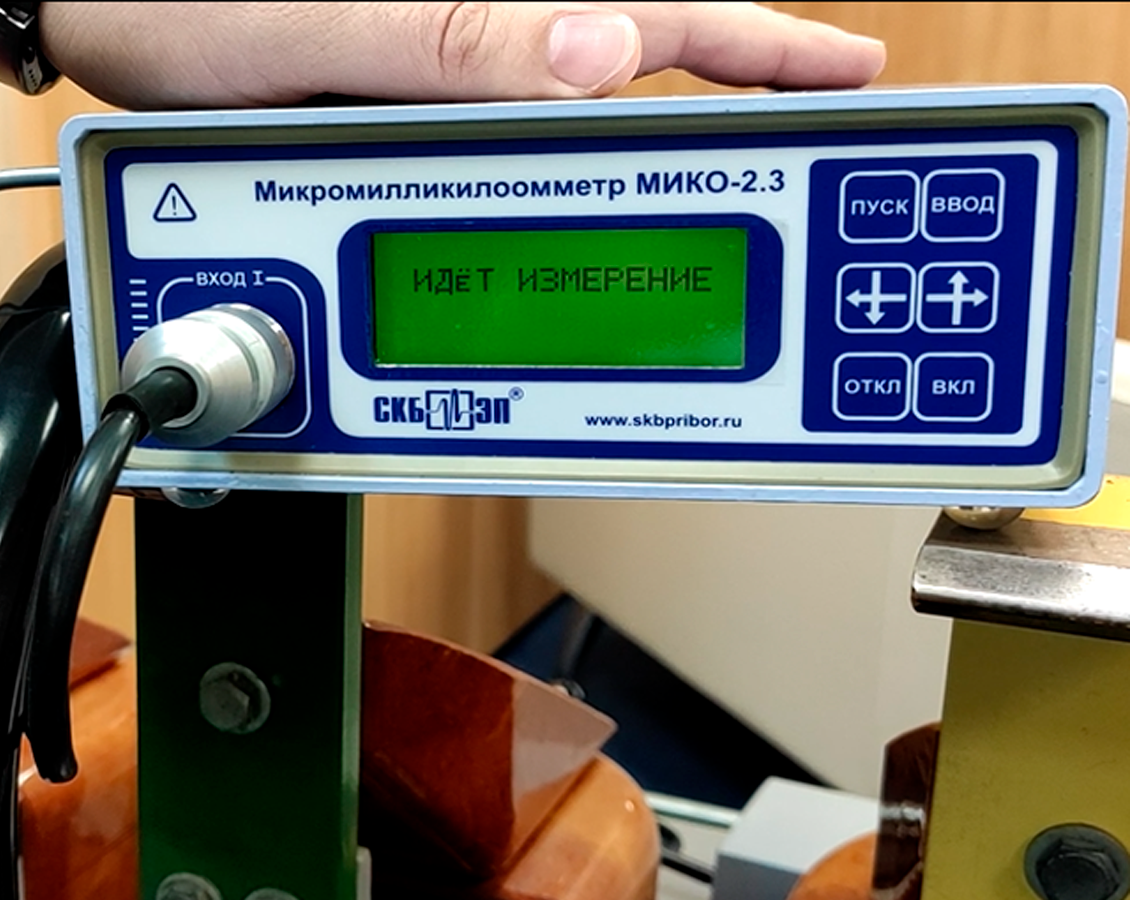 Микромилликилоомметр МИКО-2.3
ПУСК
ВВОД
ВХОД I
ИДЁТ ИЗМЕРЕНИЕ
ОТКЛ
ВКЛ
СКБ ЭП®
www.skbpribor.ru